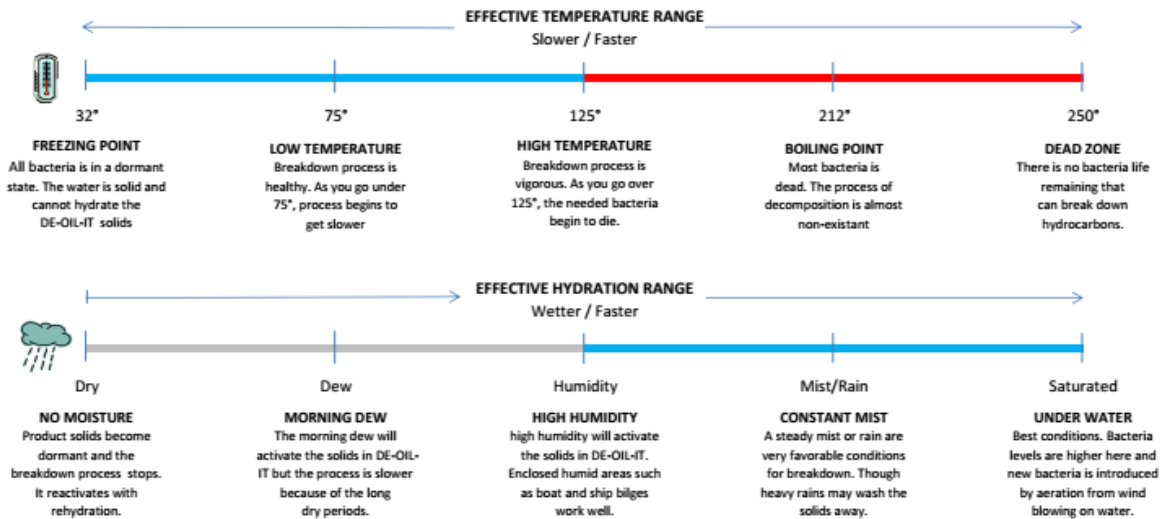 EFFECTIVE TEMPERATURE RANGE
Slower / Faster
32°
75°
125°
212°
250°
FREEZING POINT
All bacteria is in a dormant
state. The water is solid and
cannot hydrate the
DE-OIL-IT solids
LOW TEMPERATURE
Breakdown process is
healthy. As you go under
75°, process begins to
get slower
HIGH TEMPERATURE
Breakdown process is
vigorous. As you go over
125°, the needed bacteria
begin to die.
BOILING POINT
Most bacteria is
dead. The process of
decomposition is almost
non-existant
DEAD ZONE
There is no bacteria life
remaining that
can break down
hydrocarbons.
EFFECTIVE HYDRATION RANGE
Wetter / Faster
Dry
Dew
Humidity
Mist/Rain
Saturated
NO MOISTURE
Product solids become
dormant and the
breakdown process stops.
It reactivates with
rehydration.
MORNING DEW
The morning dew will
activate the solids in DE-OIL-
IT but the process is slower
because of the long
dry periods.
HIGH HUMIDITY
high humidity will activate
the solids in DE-OIL-IT.
Enclosed humid areas such
as boat and ship bilges
work well.
CONSTANT MIST
A steady mist or rain are
very favorable conditions
for breakdown. Though
heavy rains may wash the
solids away.
UNDER WATER
Best conditions. Bacteria
levels are higher here and
new bacteria is introduced
by aeration from wind
blowing on water.